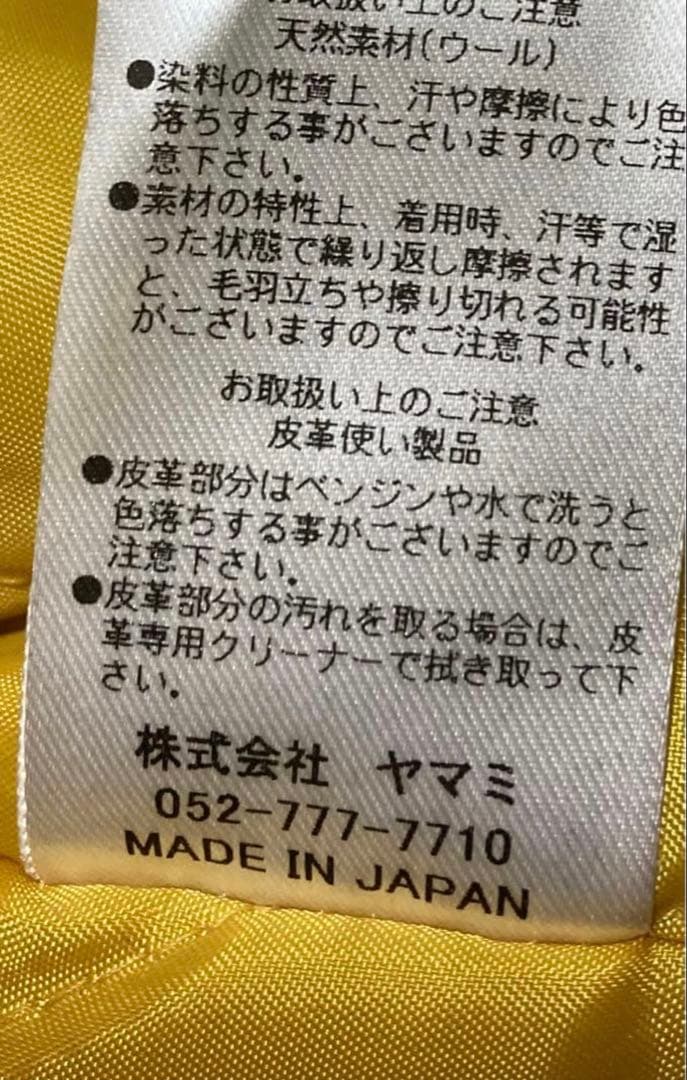 お取扱い上のご注意
天然素材(ウール)
●染料の性質上、汗や摩擦により色
落ちする事がございますのでご注
意下さい。
●素材の特性上、着用時、汗等で湿
った状態で繰り返し摩擦されます
と、毛羽立ちや擦り切れる可能性
がございますのでご注意下さい。
お取扱い上のご注意
皮革使い製品
●皮革部分はベンジンや水で洗うと
色落ちする事がございますのでご
注意下さい。
●皮革部分の汚れを取る場合は、皮
革専用クリーナーで拭き取って下
さい。
株式会社 ヤマミ
052-777-7710
MADE IN JAPAN